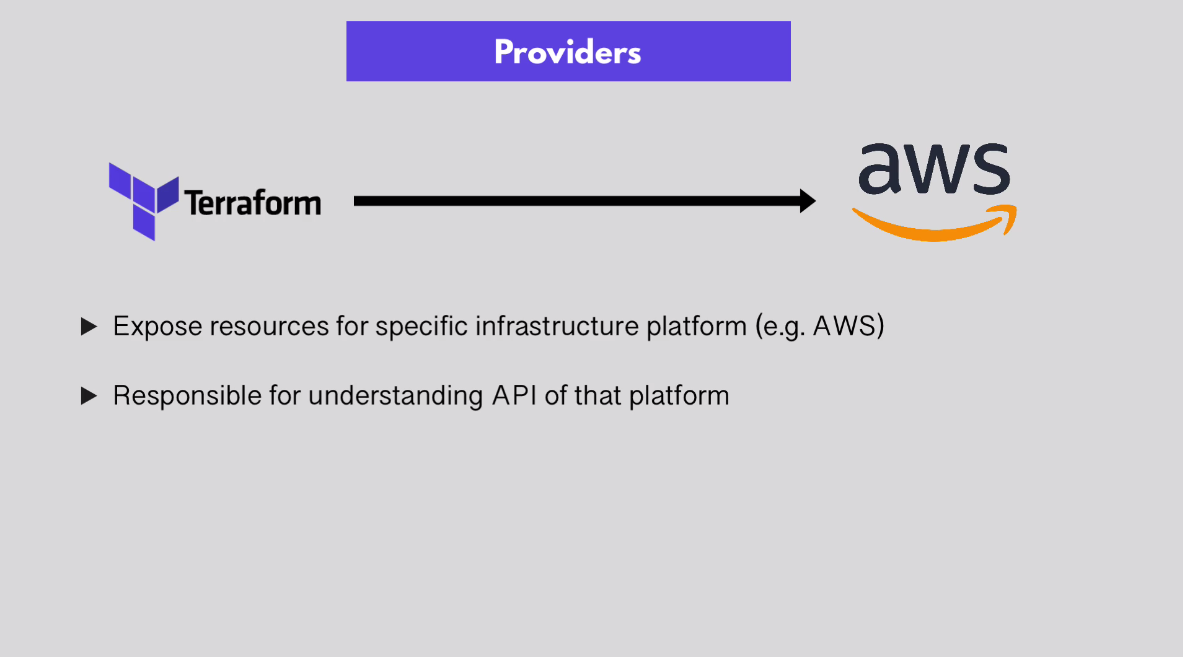 Providers
Terraform
aws
Expose resources for specific infrastructure platform (e.g. AWS)
Responsible for understanding API of that platform